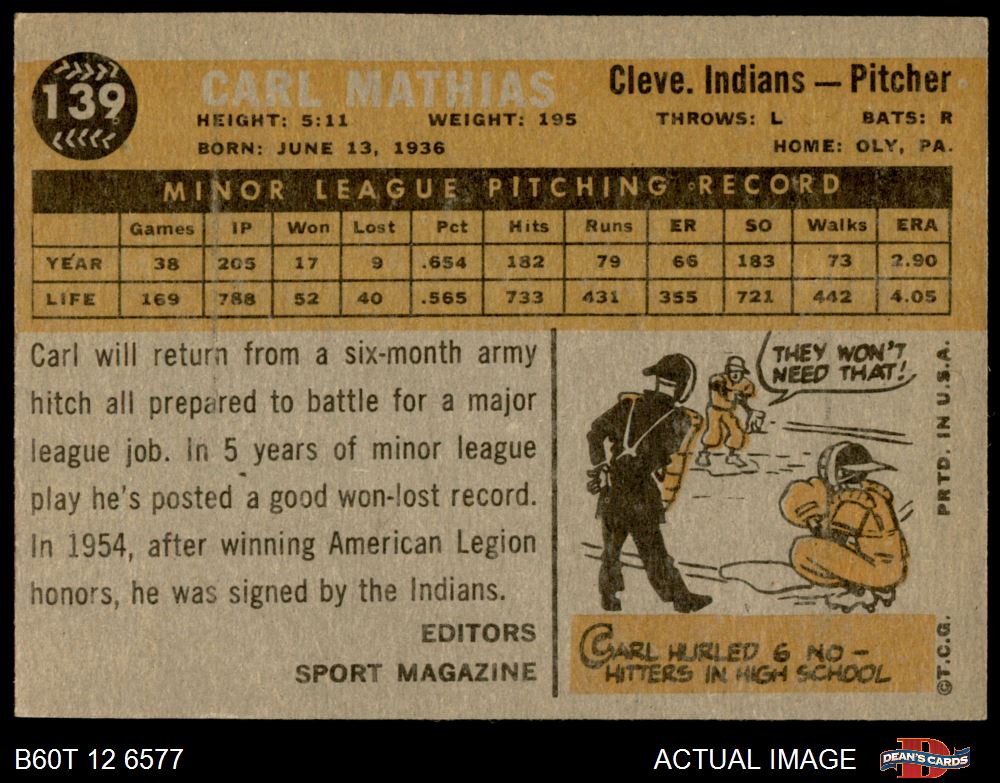 139
CARL MATHIAS
Cleve. Indians — Pitcher
HEIGHT: 5:11 WEIGHT: 195 THROWS: L BATS: R
BORN: JUNE 13, 1936 HOME: OLY, PA.
MINOR LEAGUE PITCHING RECORD
Games IP Won Lost Pct Hits Runs ER SO Walks ERA
YEAR 38 205 17 9 .654 182 79 66 183 73 2.90
LIFE 169 788 52 40 .565 733 431 355 721 442 4.05
Carl will return from a six-month army
hitch all prepared to battle for a major
league job. In 5 years of minor league
play he's posted a good won-lost record.
In 1954, after winning American Legion
honors, he was signed by the Indians.
EDITORS
SPORT MAGAZINE
THEY WON'T
NEED THAT!
CARL HURLED 6 NO-
HITTERS IN HIGH SCHOOL
PRTD. IN U.S.A.
©T.C.G.
B60T 12 6577
ACTUAL IMAGE
D
DEAN'S CARDS